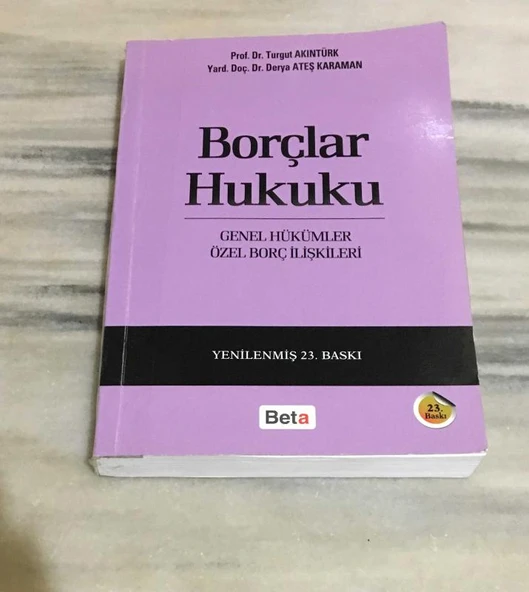 Prof. Dr. Turgut AKINTÜRK
Yard. Doç. Dr. Derya ATEŞ KARAMAN
Borçlar
Hukuku
GENEL HÜKÜMLER
ÖZEL BORÇ İLİŞKİLERİ
YENİLENMİŞ 23. BASKI
Beta
23.
Baskı